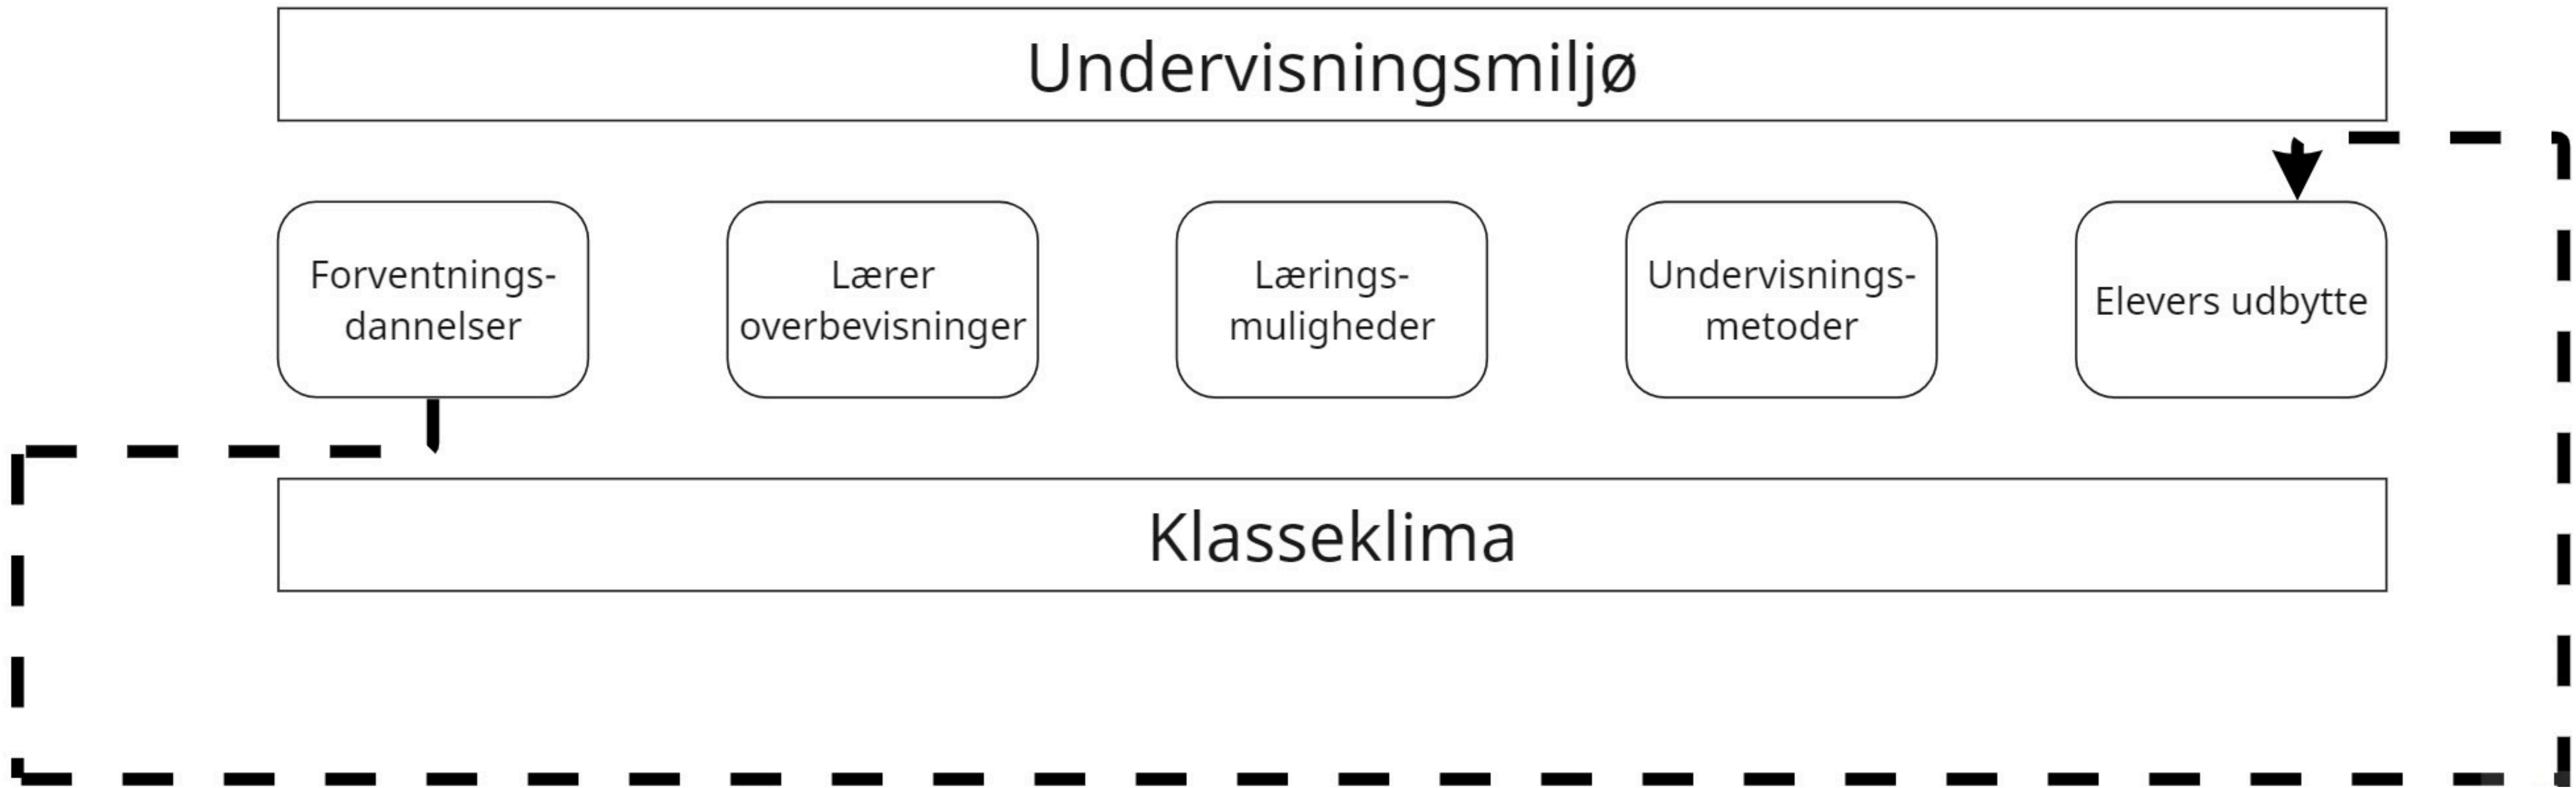 Undervisningsmiljø
Forventnings-
dannelser
Lærer
overbevisninger
Lærings-
muligheder
Undervisnings-
metoder
Elevers udbytte
Klasseklima